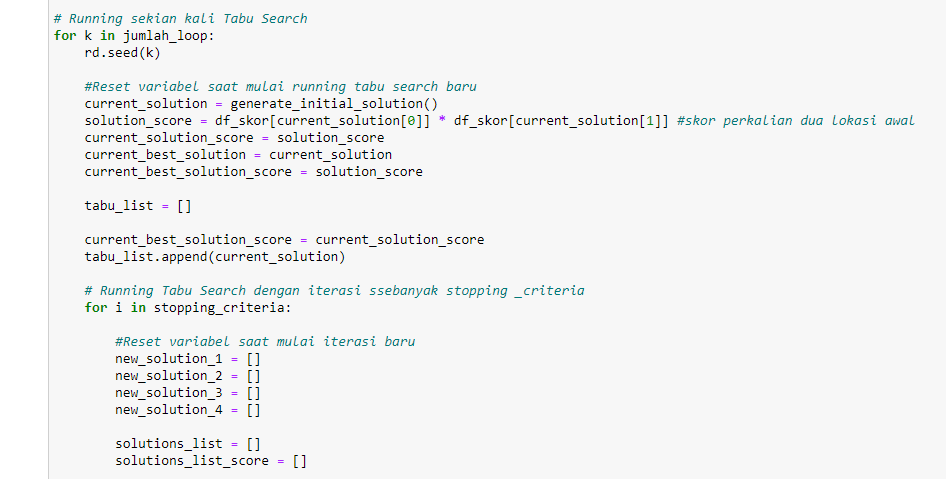 # Running sekian kali Tabu Search
for k in jumlah_loop:
    rd.seed(k)
    #Reset variabel saat mulai running tabu search baru
    current_solution = generate_initial_solution()
    solution_score = df_skor[current_solution[0]] * df_skor[current_solution[1]] #skor perkalian dua lokasi awal
    current_solution_score = solution_score
    current_best_solution = current_solution
    current_best_solution_score = solution_score
    tabu_list = []
    current_best_solution_score = current_solution_score
    tabu_list.append(current_solution)
    # Running Tabu Search dengan iterasi ssebanyak stopping _criteria
    for i in stopping_criteria:
        #Reset variabel saat mulai iterasi baru
        new_solution_1 = []
        new_solution_2 = []
        new_solution_3 = []
        new_solution_4 = []
        solutions_list = []
        solutions_list_score = []